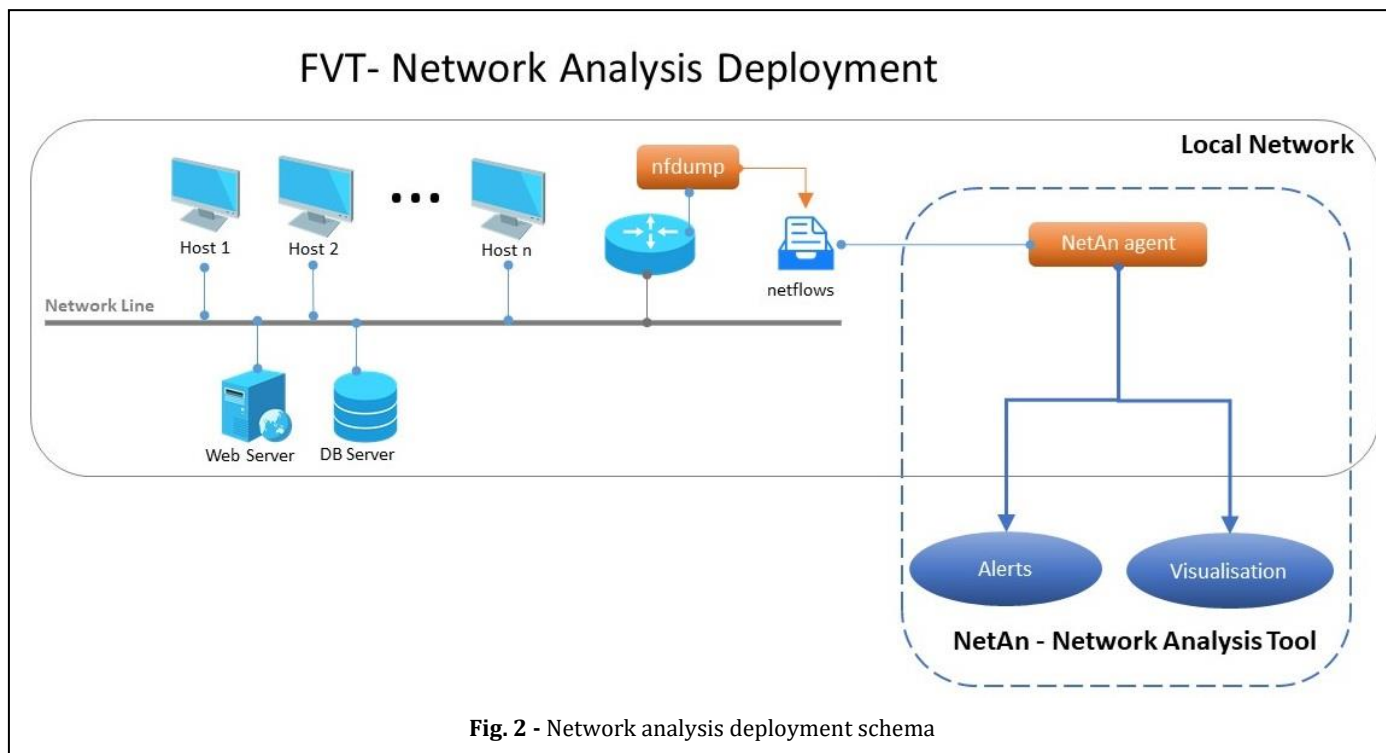 FVT- Network Analysis Deployment
Local Network
nfdump
Host 1
Host 2
Host n
netflows
NetAn agent
Network Line
Web Server
DB Server
Alerts
Visualisation
NetAn - Network Analysis Tool
Fig. 2 - Network analysis deployment schema